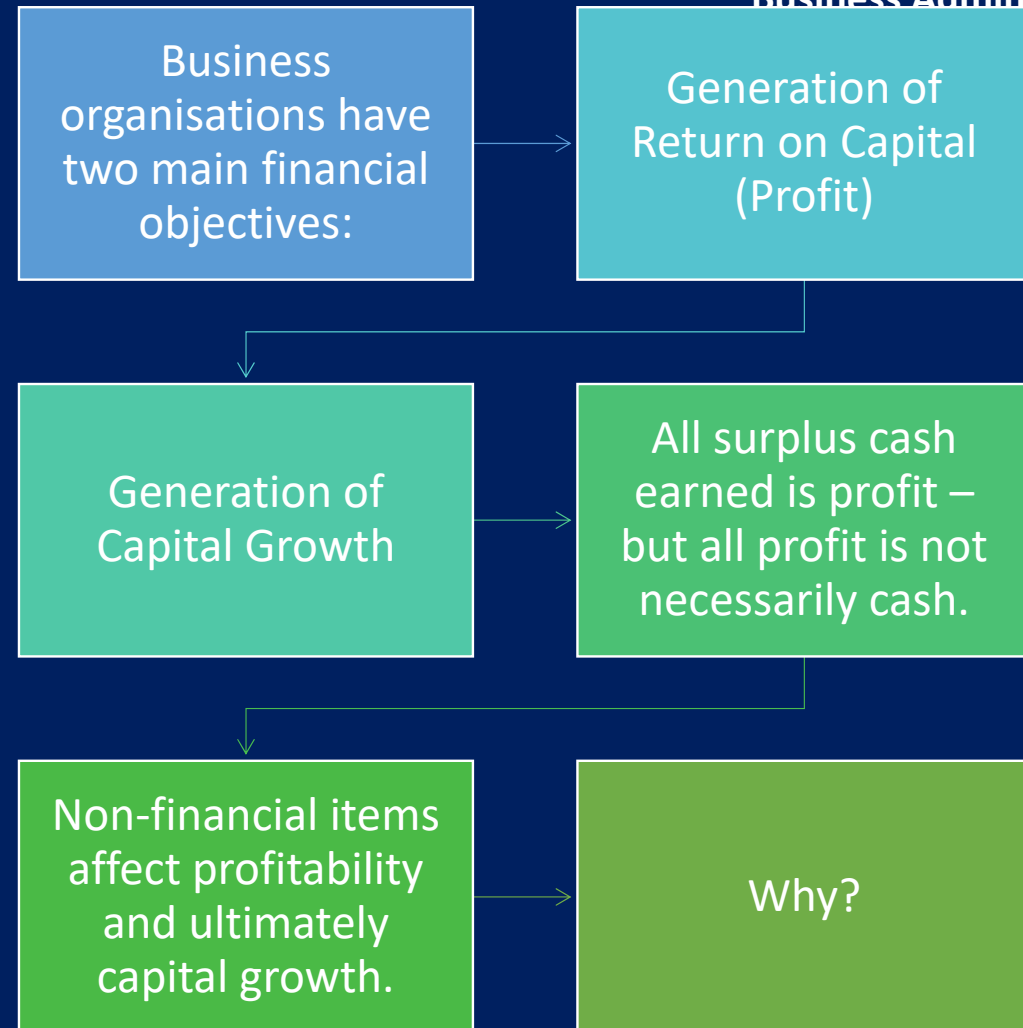 Business Admin
Business
organisations have
two main financial
objectives:
Generation of
Return on Capital
(Profit)
Generation of
Capital Growth
All surplus cash
earned is profit –
but all profit is not
necessarily cash.
Non-financial items
affect profitability
and ultimately
capital growth.
Why?